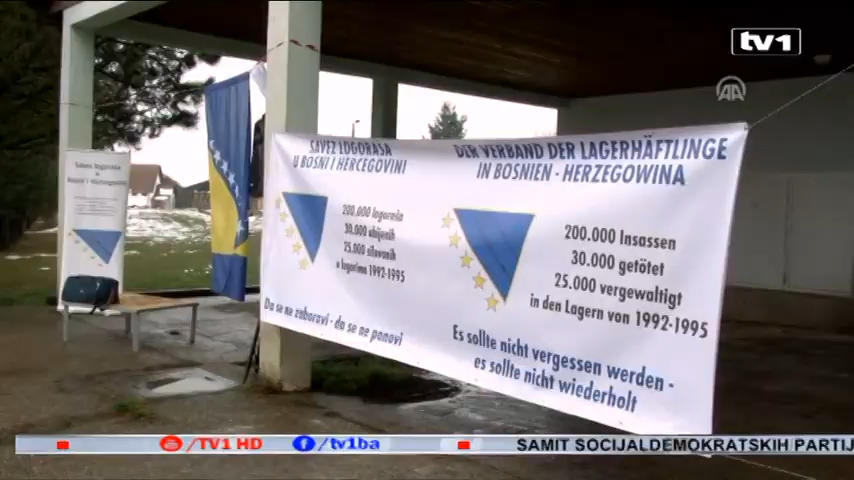 tv1
AA
SAVEZ LOGORAŠA
U BOSNI I HERCEGOVINI
200.000 logoraša
30.000 ubijenih
25.000 silovanih
u logorima 1992-1995
Da se ne zaboravi - da se ne ponovi
DER VERBAND DER LAGERHÄFTLINGE
IN BOSNIEN - HERZEGOWINA
200.000 Insassen
30.000 getötet
25.000 vergewaltigt
in den Lagern von 1992-1995
Es sollte nicht vergessen werden -
es sollte nicht wiederholt
Savez logoraša
u
Bosni i Hercegovini
/TV1 HD /tv1ba SAMIT SOCIJALDEMOKRATSKIH PARTIJ